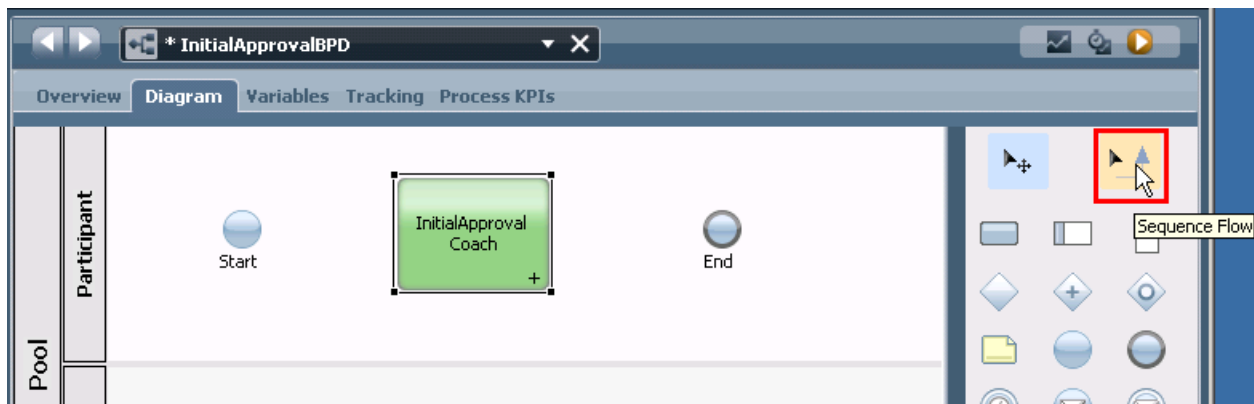 * InitialApprovalBPD
Overview Diagram Variables Tracking Process KPIs
Pool
Participant
Start
InitialApproval
Coach
End
Sequence Flow